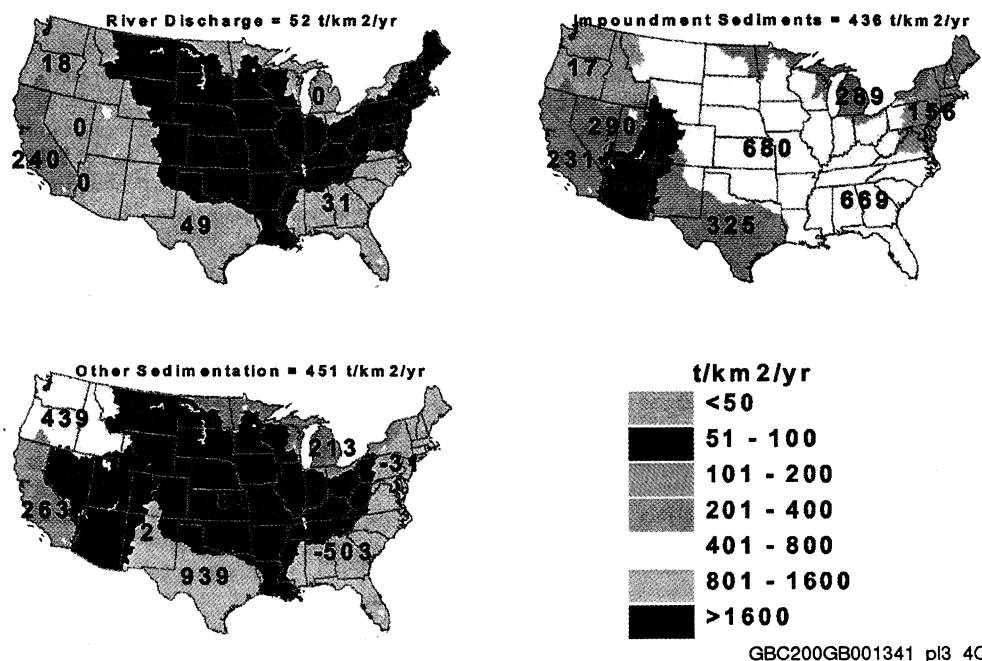 River Discharge = 52 t/km2/yr
18
0
0
240
0
31
49
Impoundment Sediments = 436 t/km2/yr
17
289
156
290
680
231
669
325
Other Sedimentation = 451 t/km2/yr
439
213
-31
263
2
-503
939
t/km2/yr
<50
51 - 100
101 - 200
201 - 400
401 - 800
801 - 1600
>1600
GBC200GB001341 pl3 4C